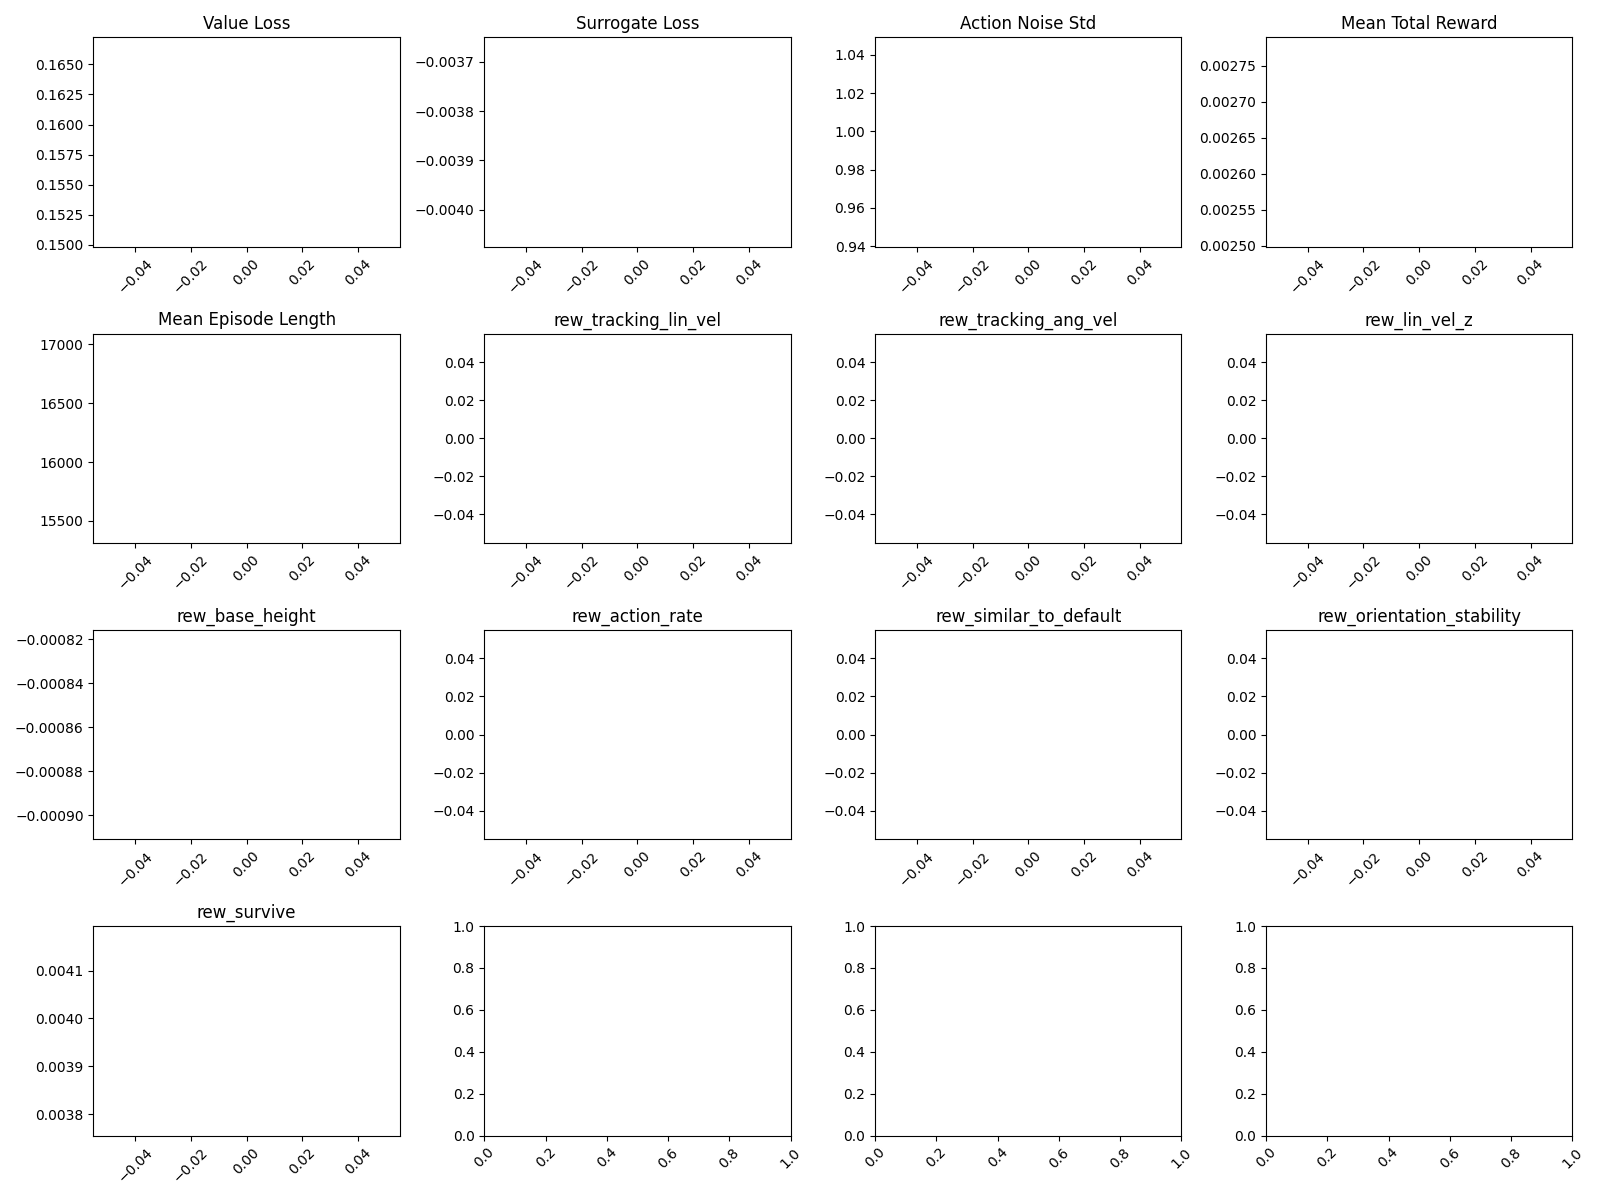 Value Loss
Surrogate Loss
Action Noise Std
Mean Total Reward
0.1650
0.1625
0.1600
0.1575
0.1550
0.1525
0.1500
−0.04 −0.02 0.00 0.02 0.04
−0.0037
−0.0038
−0.0039
−0.0040
−0.04 −0.02 0.00 0.02 0.04
1.04
1.02
1.00
0.98
0.96
0.94
−0.04 −0.02 0.00 0.02 0.04
0.00275
0.00270
0.00265
0.00260
0.00255
0.00250
−0.04 −0.02 0.00 0.02 0.04
Mean Episode Length
rew_tracking_lin_vel
rew_tracking_ang_vel
rew_lin_vel_z
17000
16500
16000
15500
−0.04 −0.02 0.00 0.02 0.04
0.04
0.02
0.00
−0.02
−0.04
−0.04 −0.02 0.00 0.02 0.04
0.04
0.02
0.00
−0.02
−0.04
−0.04 −0.02 0.00 0.02 0.04
0.04
0.02
0.00
−0.02
−0.04
−0.04 −0.02 0.00 0.02 0.04
rew_base_height
rew_action_rate
rew_similar_to_default
rew_orientation_stability
−0.00082
−0.00084
−0.00086
−0.00088
−0.00090
−0.04 −0.02 0.00 0.02 0.04
0.04
0.02
0.00
−0.02
−0.04
−0.04 −0.02 0.00 0.02 0.04
0.04
0.02
0.00
−0.02
−0.04
−0.04 −0.02 0.00 0.02 0.04
0.04
0.02
0.00
−0.02
−0.04
−0.04 −0.02 0.00 0.02 0.04
rew_survive
0.0041
0.0040
0.0039
0.0038
−0.04 −0.02 0.00 0.02 0.04
1.0
0.8
0.6
0.4
0.2
0.0
0.0 0.2 0.4 0.6 0.8 1.0
1.0
0.8
0.6
0.4
0.2
0.0
0.0 0.2 0.4 0.6 0.8 1.0
1.0
0.8
0.6
0.4
0.2
0.0
0.0 0.2 0.4 0.6 0.8 1.0